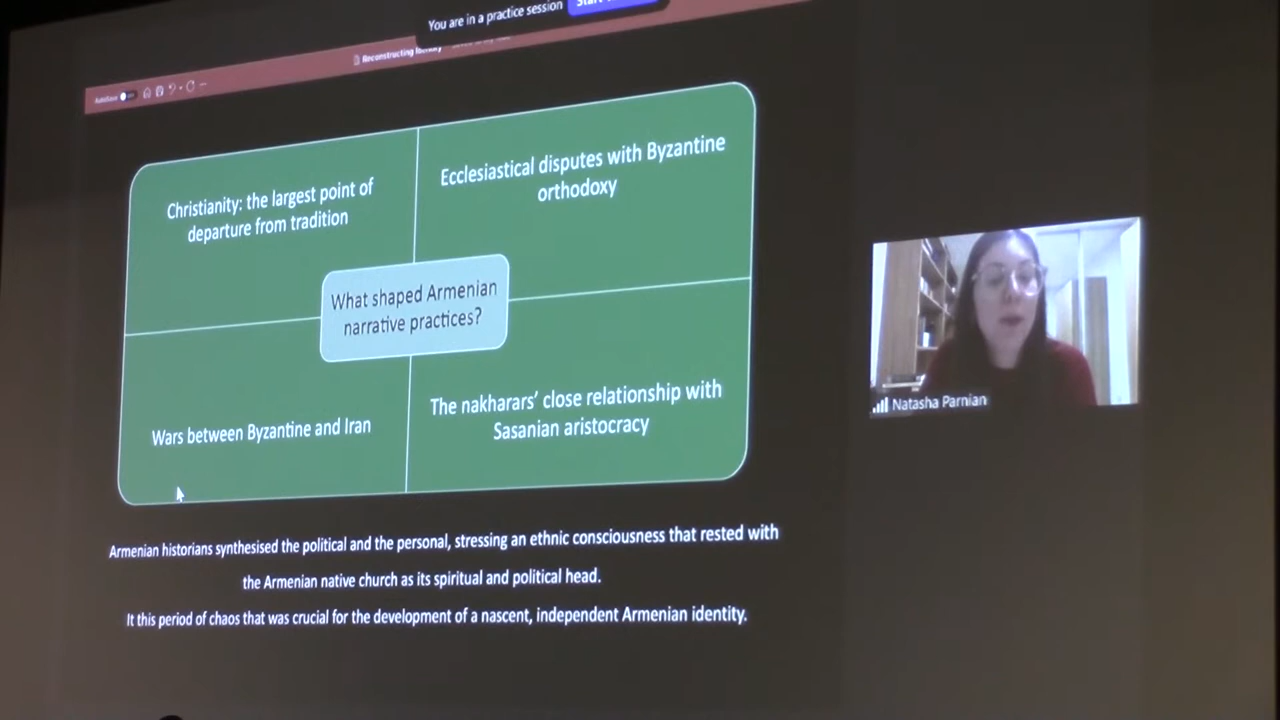 You are in a practice session
Start
AutoSave
Reconstructing
Christianity: the largest point of
departure from tradition
Ecclesiastical disputes with Byzantine
orthodoxy
What shaped Armenian
narrative practices?
Wars between Byzantine and Iran
The nakharars’ close relationship with
Sasanian aristocracy
Natasha Parnian
Armenian historians synthesised the political and the personal, stressing an ethnic consciousness that rested with
the Armenian native church as its spiritual and political head.
It this period of chaos that was crucial for the development of a nascent, independent Armenian identity.